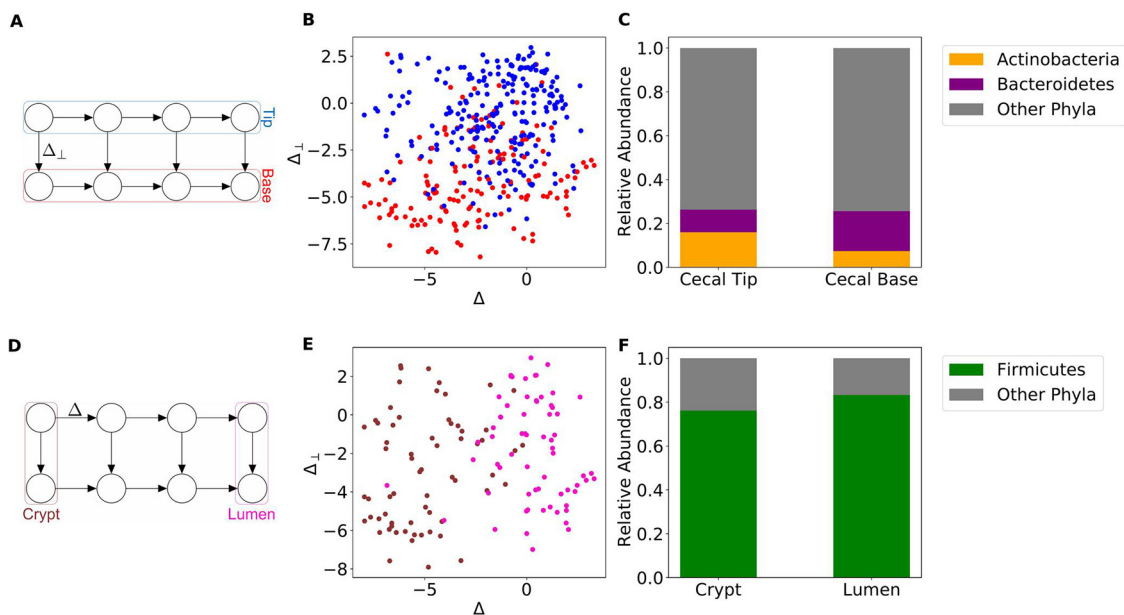 A
Tip
Δ⊥
Base
B
2.5
0.0
−2.5
−5.0
−7.5
Δ⊥
−5
0
Δ
C
1.0
0.8
0.6
0.4
0.2
0.0
Relative Abundance
Cecal Tip
Cecal Base
Actinobacteria
Bacteroidetes
Other Phyla
D
Δ
Crypt
Lumen
E
2
0
−2
−4
−6
−8
Δ⊥
−5
0
Δ
F
1.0
0.8
0.6
0.4
0.2
0.0
Relative Abundance
Crypt
Lumen
Firmicutes
Other Phyla